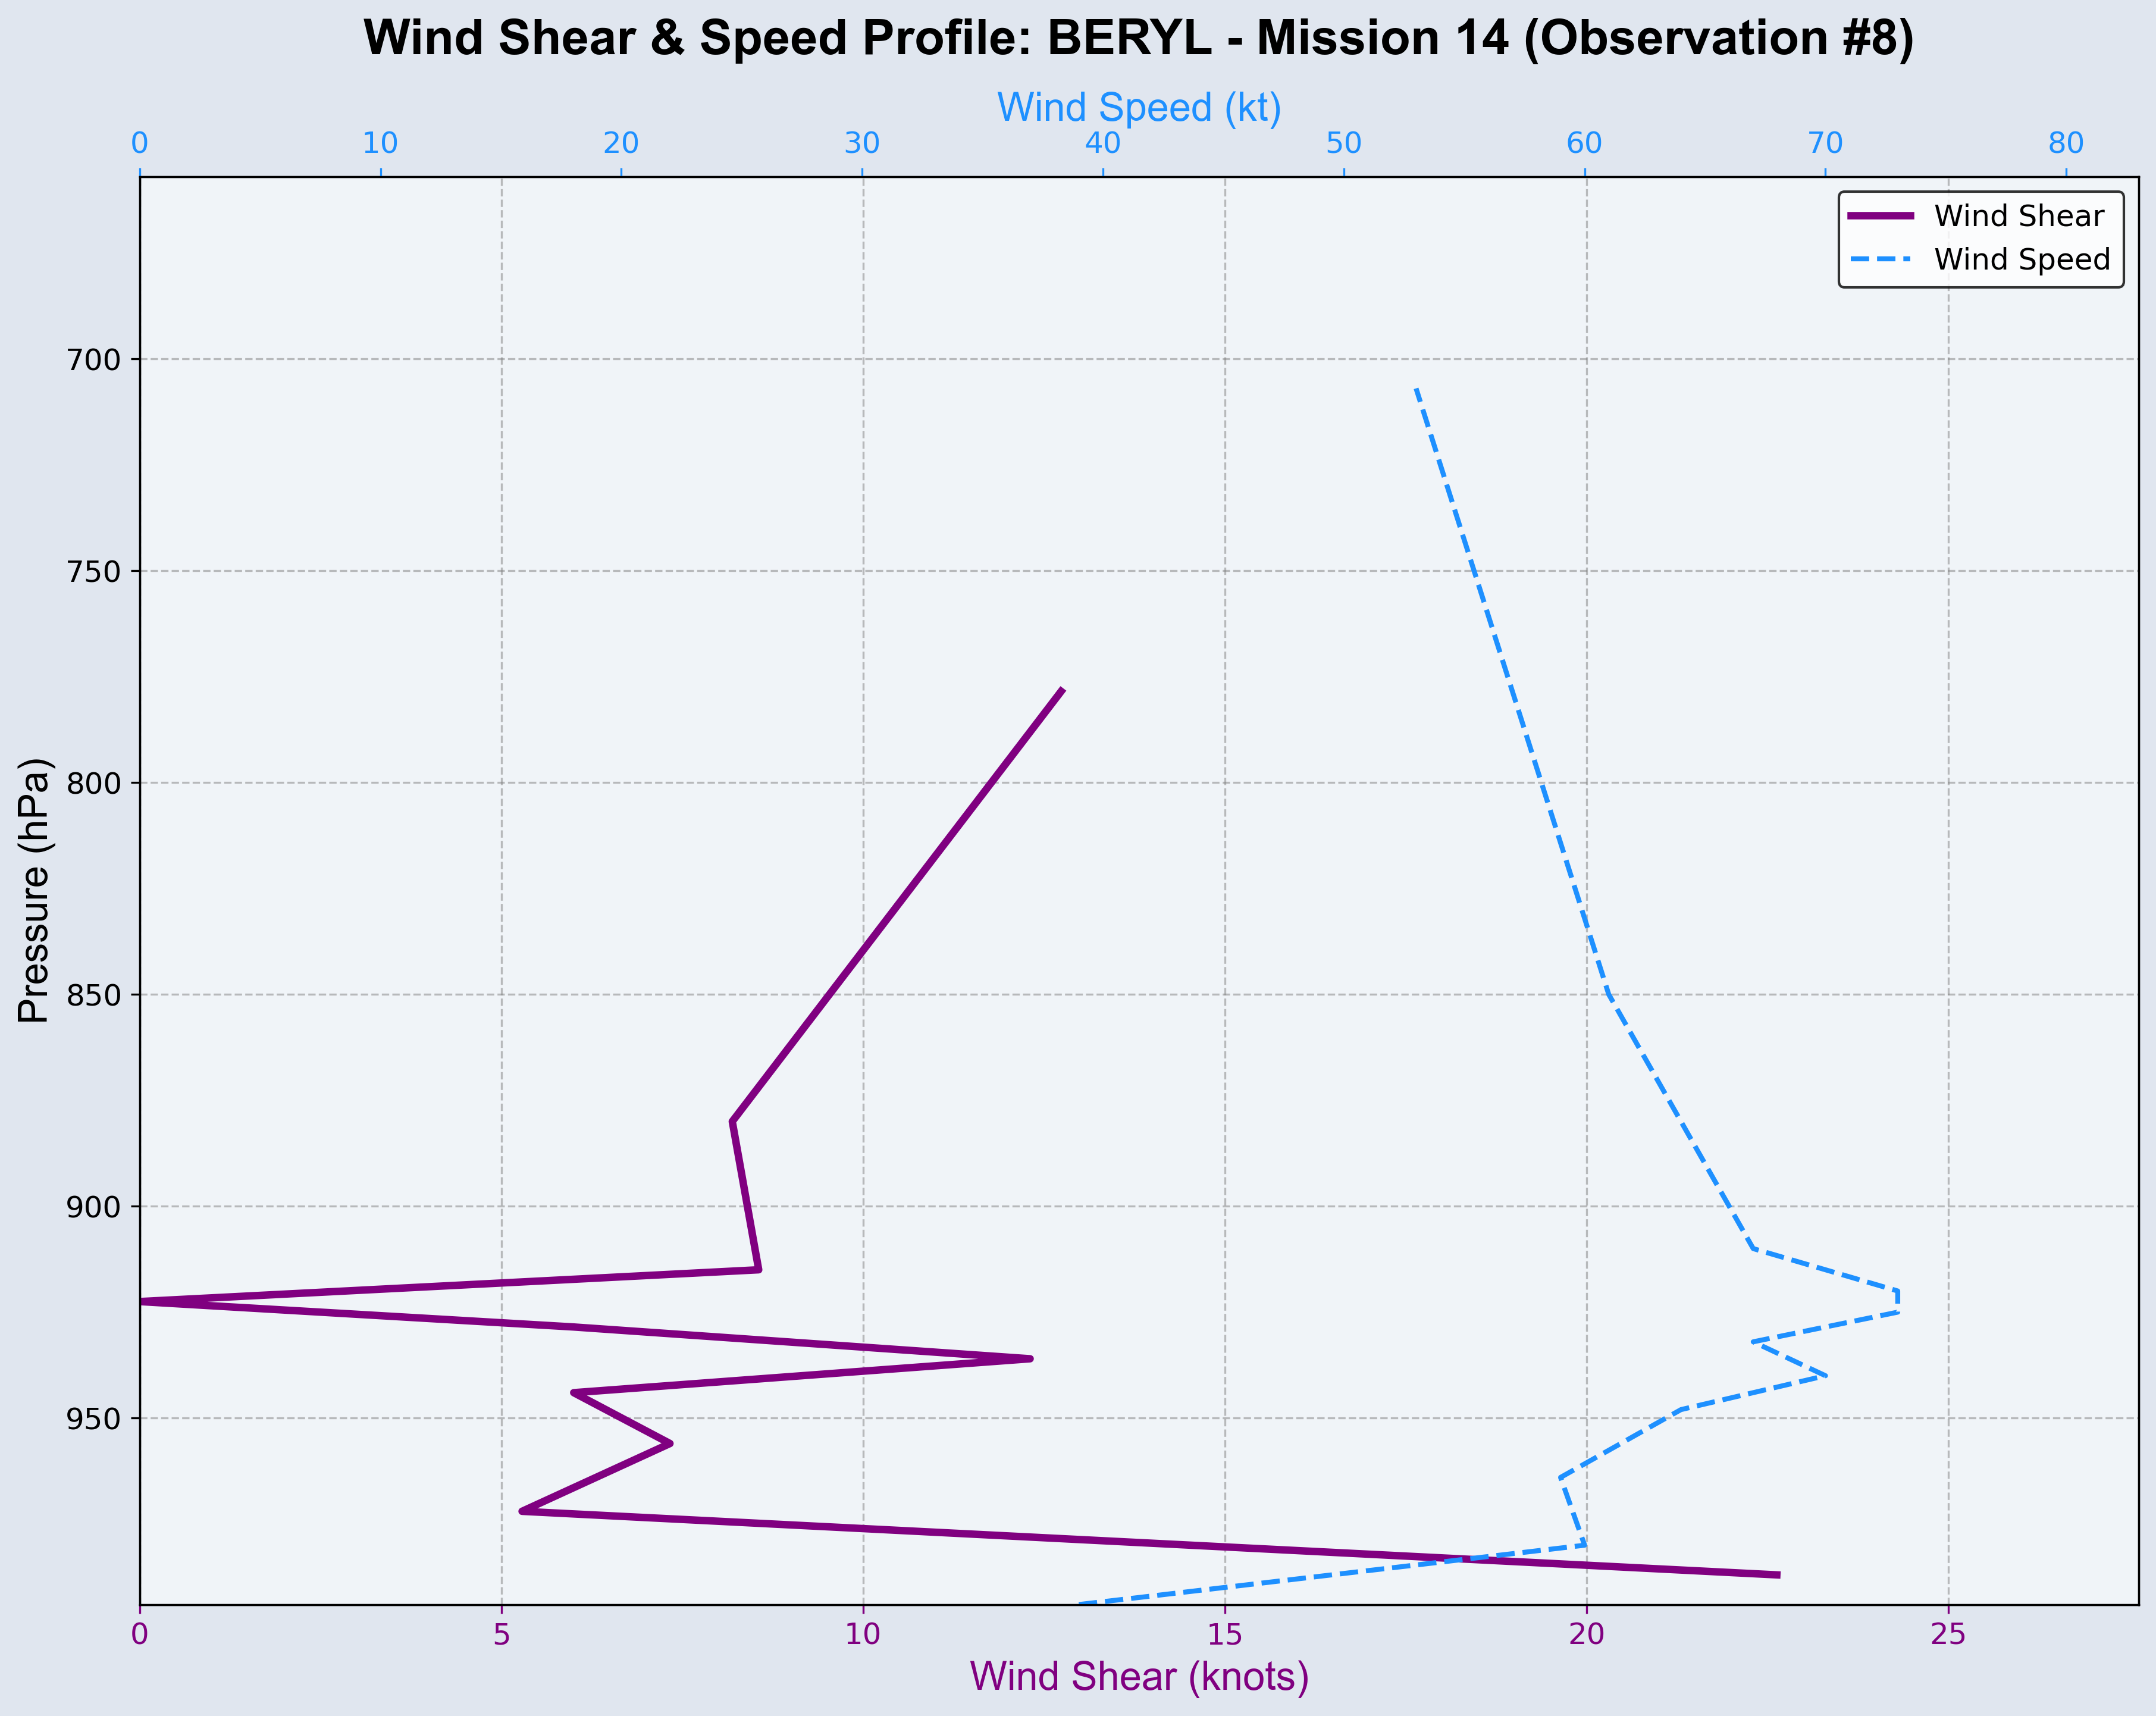 Wind Shear & Speed Profile: BERYL - Mission 14 (Observation #8)
Wind Speed (kt)
0 10 20 30 40 50 60 70 80
Wind Shear
Wind Speed
Pressure (hPa)
700
750
800
850
900
950
0 5 10 15 20 25
Wind Shear (knots)